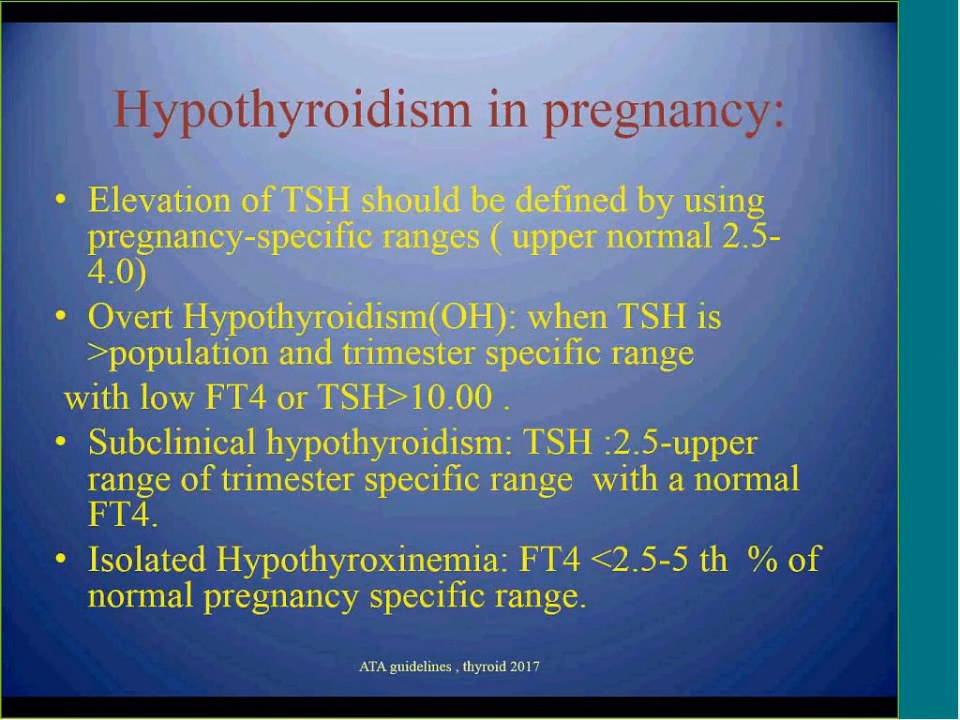 Hypothyroidism in pregnancy:
• Elevation of TSH should be defined by using
pregnancy-specific ranges ( upper normal 2.5-
4.0)
• Overt Hypothyroidism(OH): when TSH is
>population and trimester specific range
with low FT4 or TSH>10.00 .
• Subclinical hypothyroidism: TSH :2.5-upper
range of trimester specific range  with a normal
FT4.
• Isolated Hypothyroxinemia: FT4 <2.5-5 th  % of
normal pregnancy specific range.
ATA guidelines , thyroid 2017